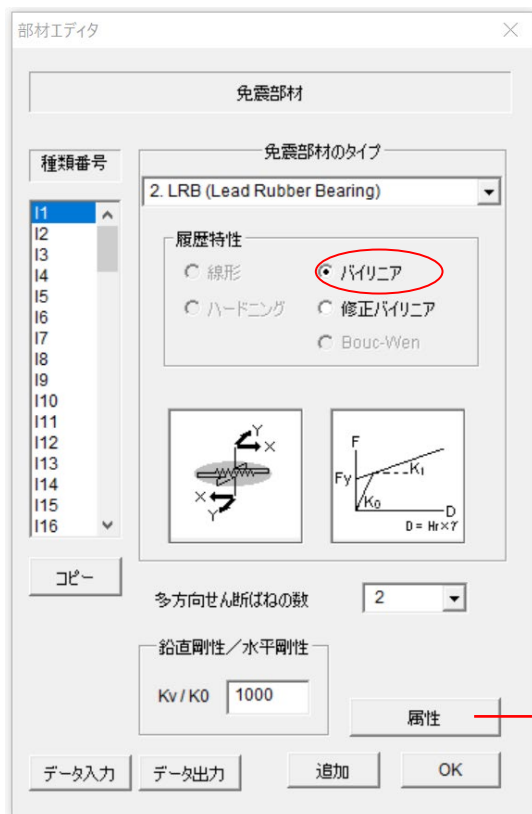 部材エディタ
免震部材
種類番号
I1
I2
I3
I4
I5
I6
I7
I8
I9
I10
I11
I12
I13
I14
I15
I16
コピー
免震部材のタイプ
2. LRB (Lead Rubber Bearing)
履歴特性
線形
バイリニア
ハードニング
修正バイリニア
Bouc-Wen
Y
X
X
Y
F
Fy
K1
K0
D
D = Hr×γ
多方向せん断ばねの数
2
鉛直剛性／水平剛性
Kv / K0
1000
属性
データ入力
データ出力
追加
OK